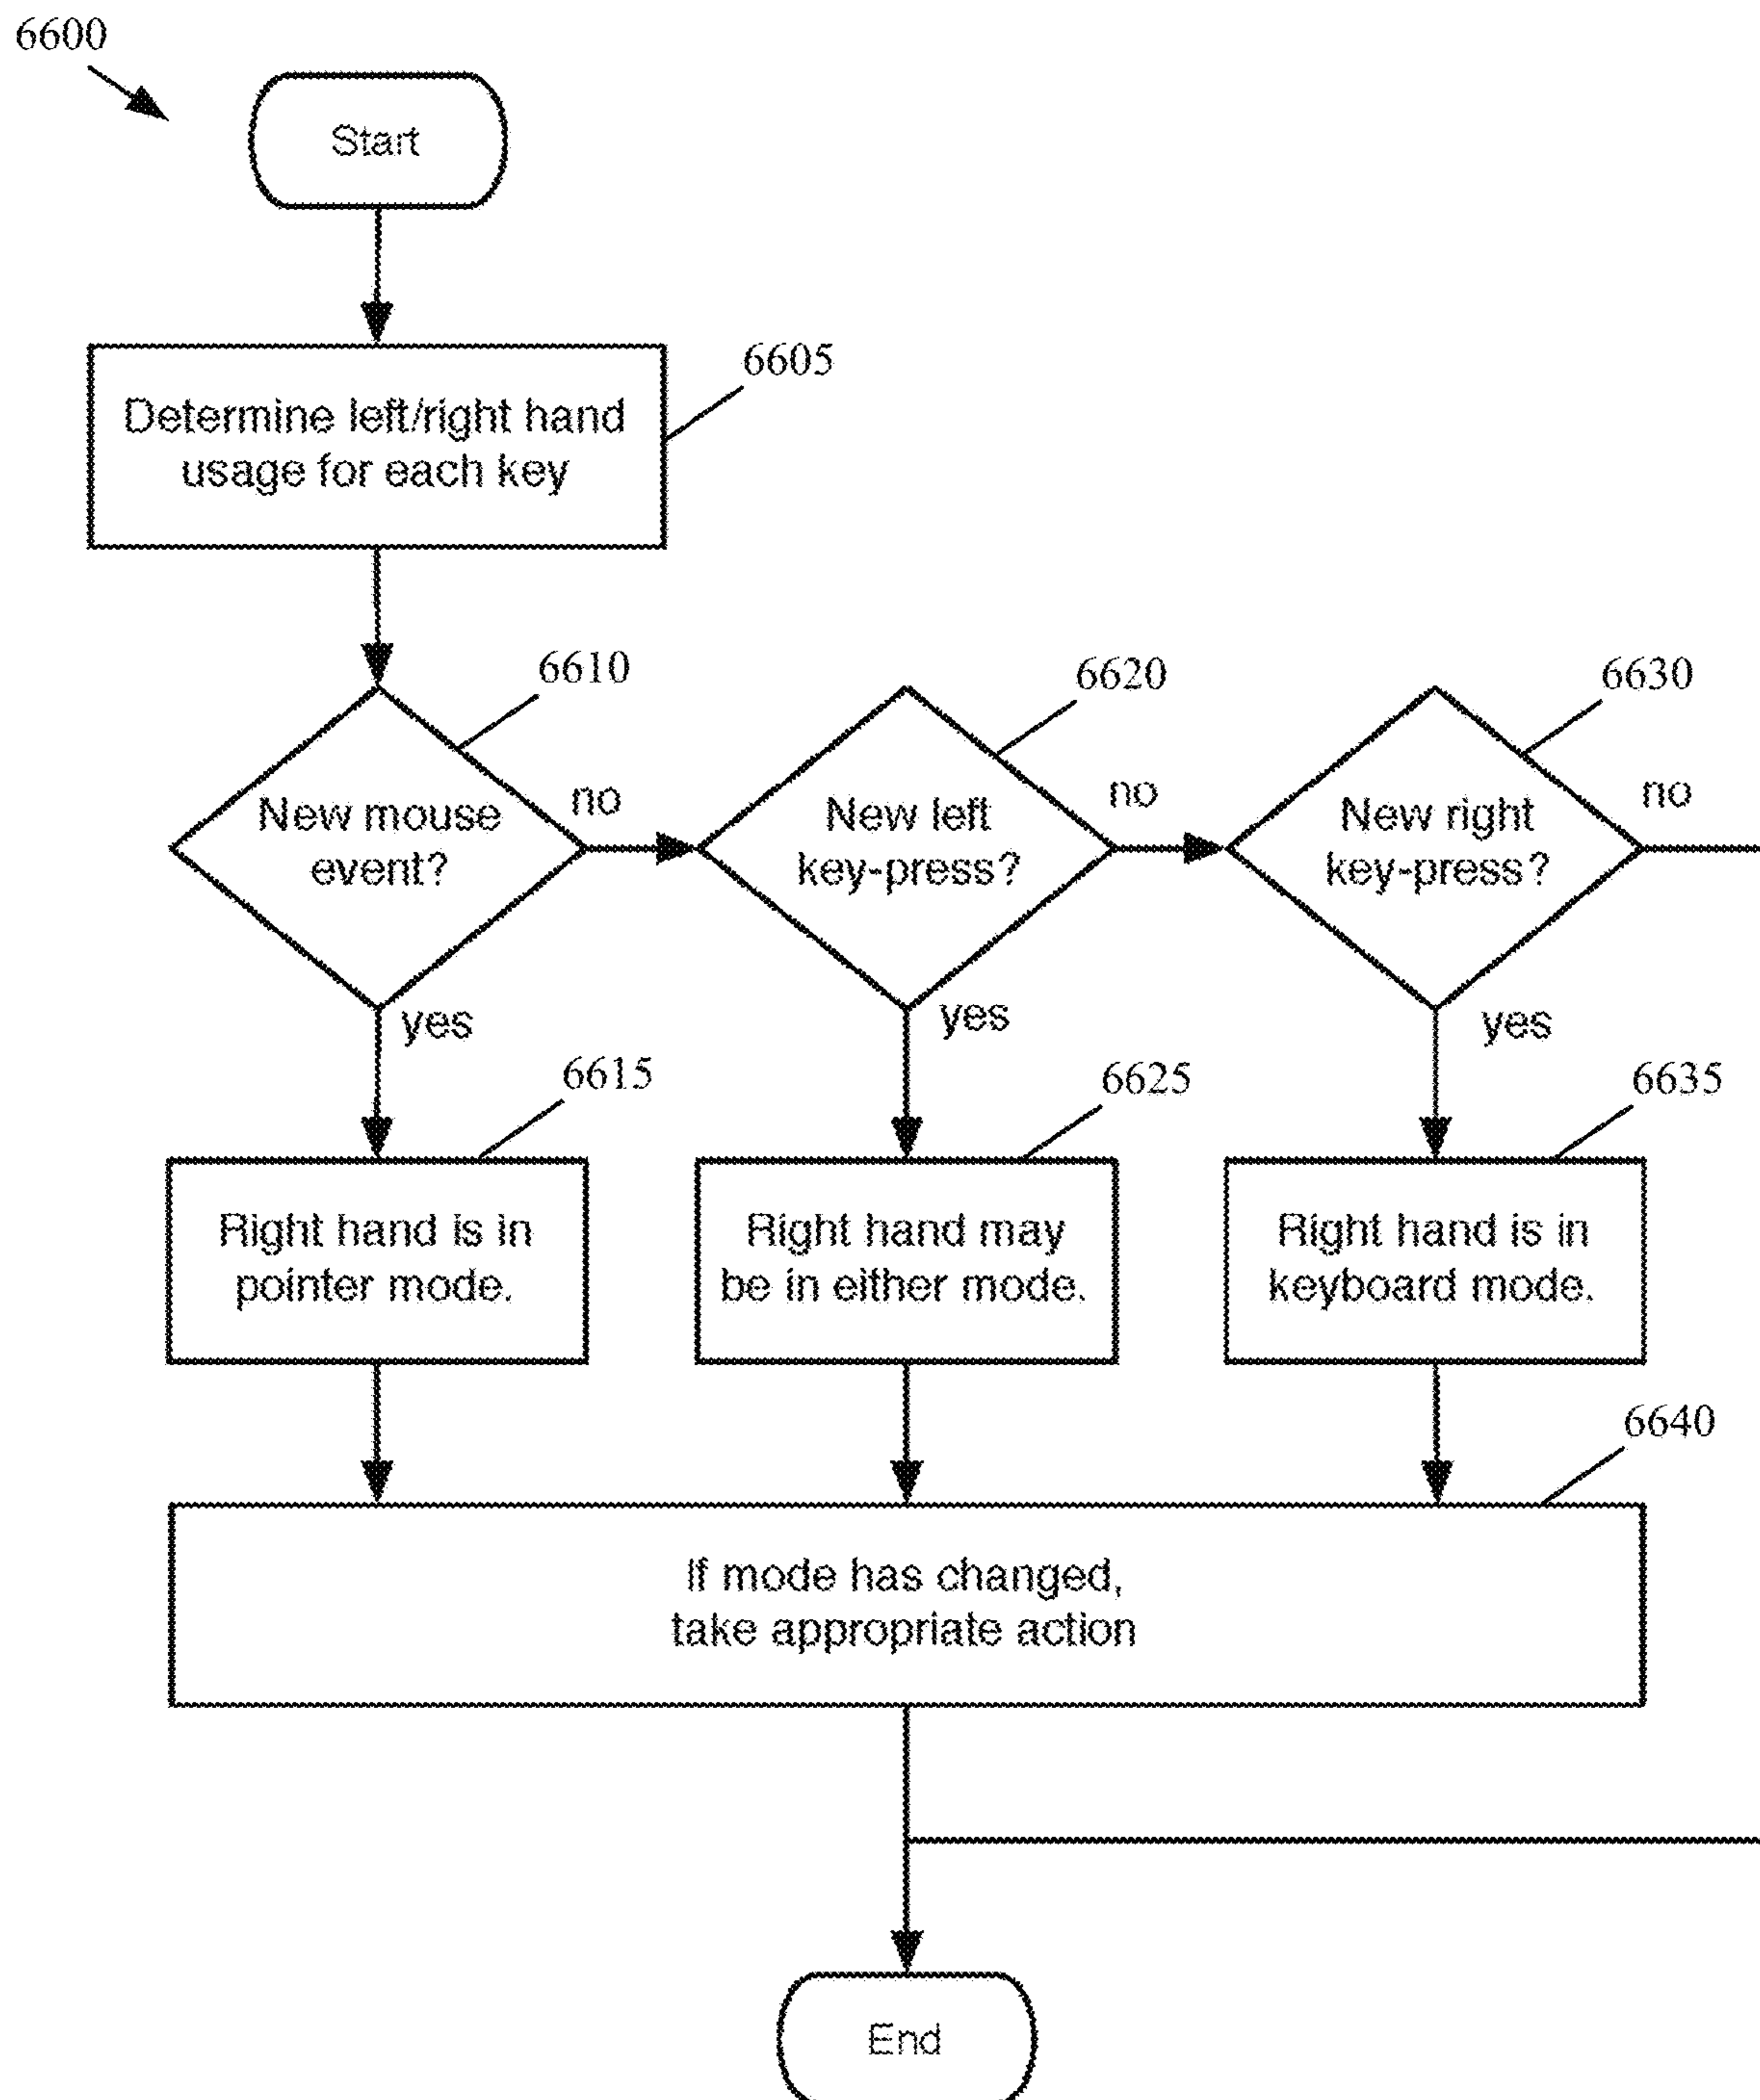 6600
Start
6605
Determine left/right hand
usage for each key
6610
6620
6630
no
no
no
New mouse
event?
New left
key-press?
New right
key-press?
yes
yes
yes
6615
6625
6635
Right hand is in
pointer mode.
Right hand may
be in either mode.
Right hand is in
keyboard mode.
6640
If mode has changed,
take appropriate action
End